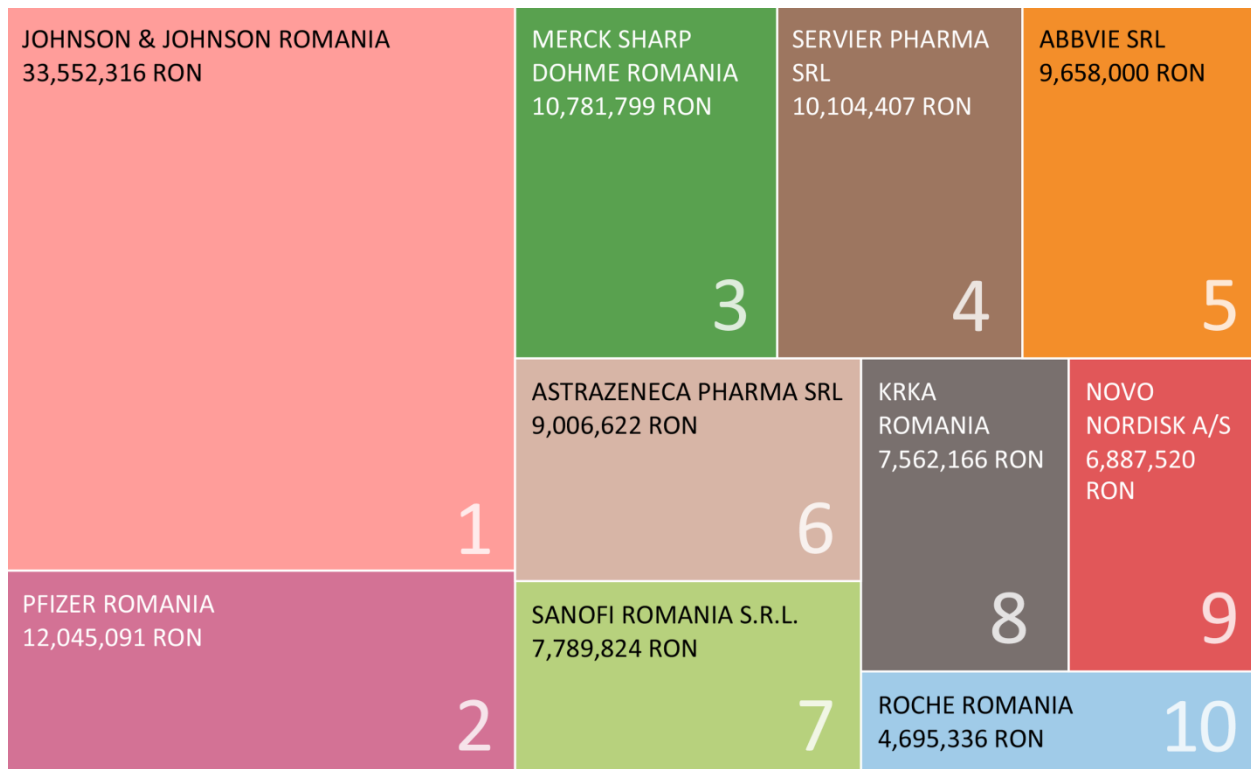 JOHNSON & JOHNSON ROMANIA
33,552,316 RON
1
PFIZER ROMANIA
12,045,091 RON
2
MERCK SHARP
DOHME ROMANIA
10,781,799 RON
3
SERVIER PHARMA
SRL
10,104,407 RON
4
ABBVIE SRL
9,658,000 RON
5
ASTRAZENECA PHARMA SRL
9,006,622 RON
6
SANOFI ROMANIA S.R.L.
7,789,824 RON
7
KRKA
ROMANIA
7,562,166 RON
8
NOVO
NORDISK A/S
6,887,520
RON
9
ROCHE ROMANIA
4,695,336 RON
10